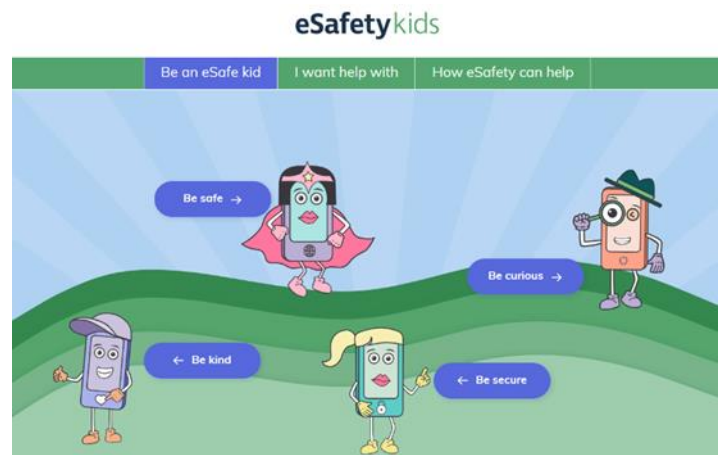 eSafetykids
Be an eSafe kid
I want help with
How eSafety can help
Be safe →
Be curious →
← Be kind
← Be secure